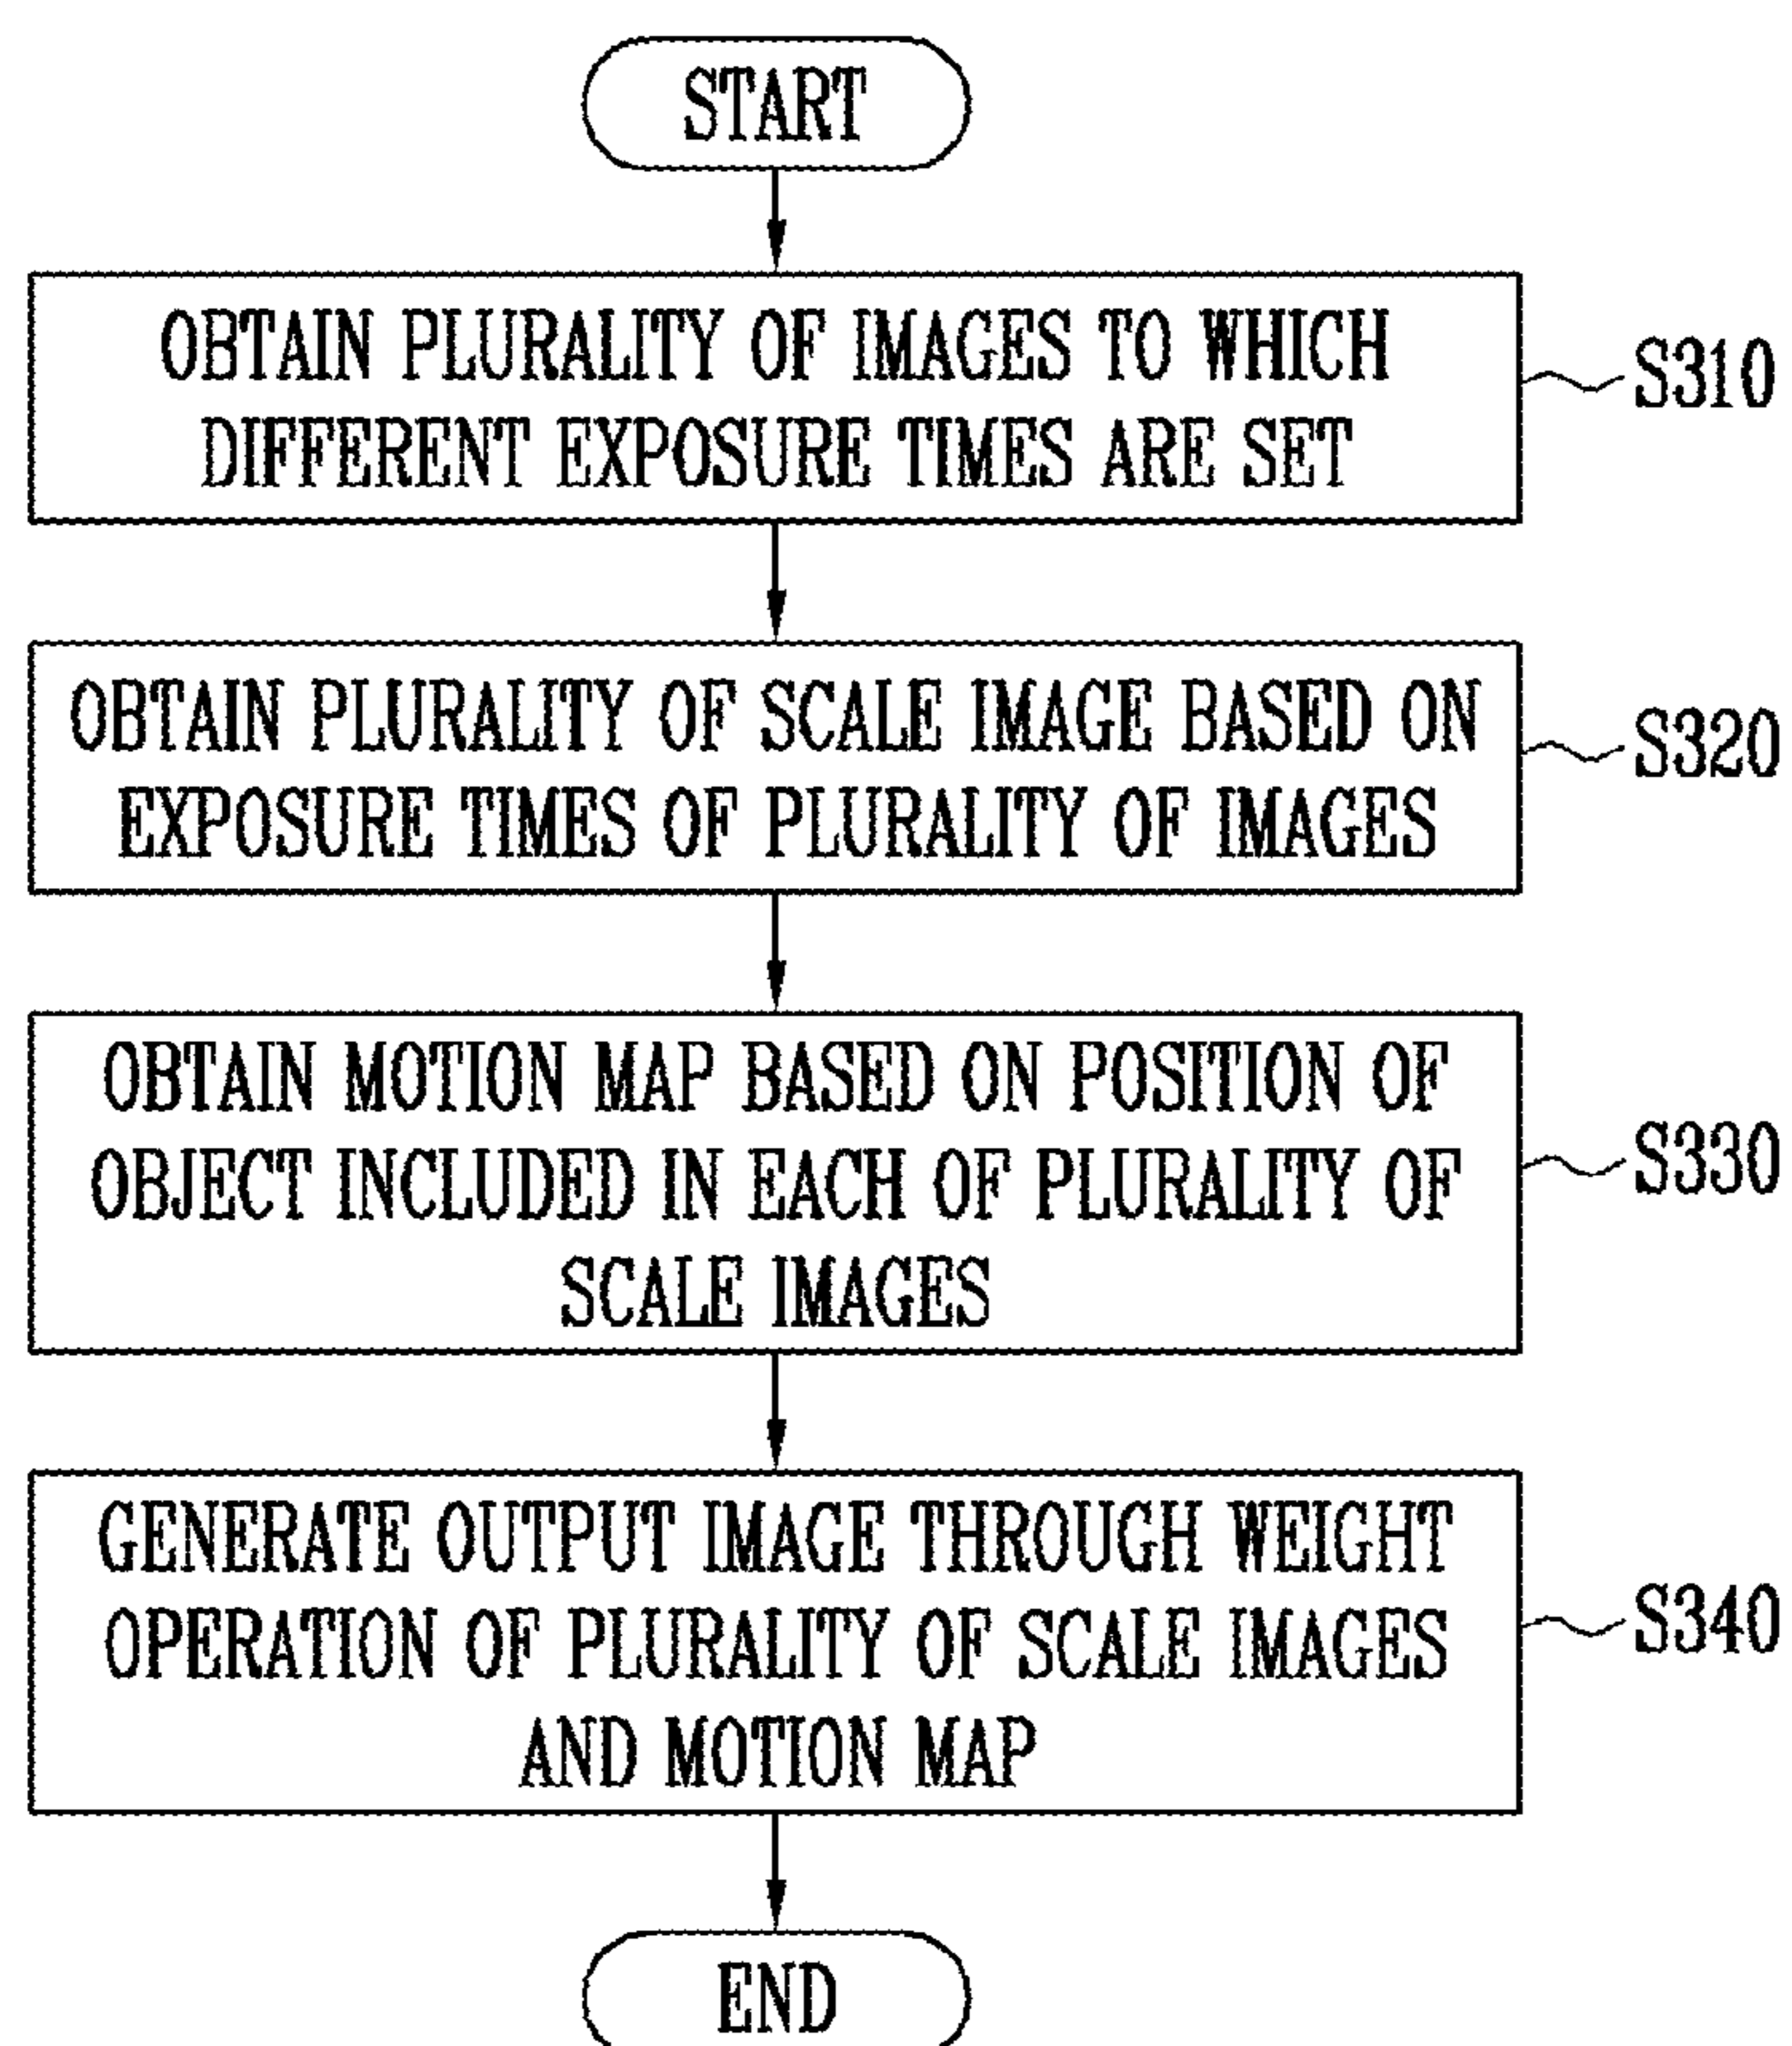 START
OBTAIN PLURALITY OF IMAGES TO WHICH
DIFFERENT EXPOSURE TIMES ARE SET
S310
OBTAIN PLURALITY OF SCALE IMAGE BASED ON
EXPOSURE TIMES OF PLURALITY OF IMAGES
S320
OBTAIN MOTION MAP BASED ON POSITION OF
OBJECT INCLUDED IN EACH OF PLURALITY OF
SCALE IMAGES
S330
GENERATE OUTPUT IMAGE THROUGH WEIGHT
OPERATION OF PLURALITY OF SCALE IMAGES
AND MOTION MAP
S340
END